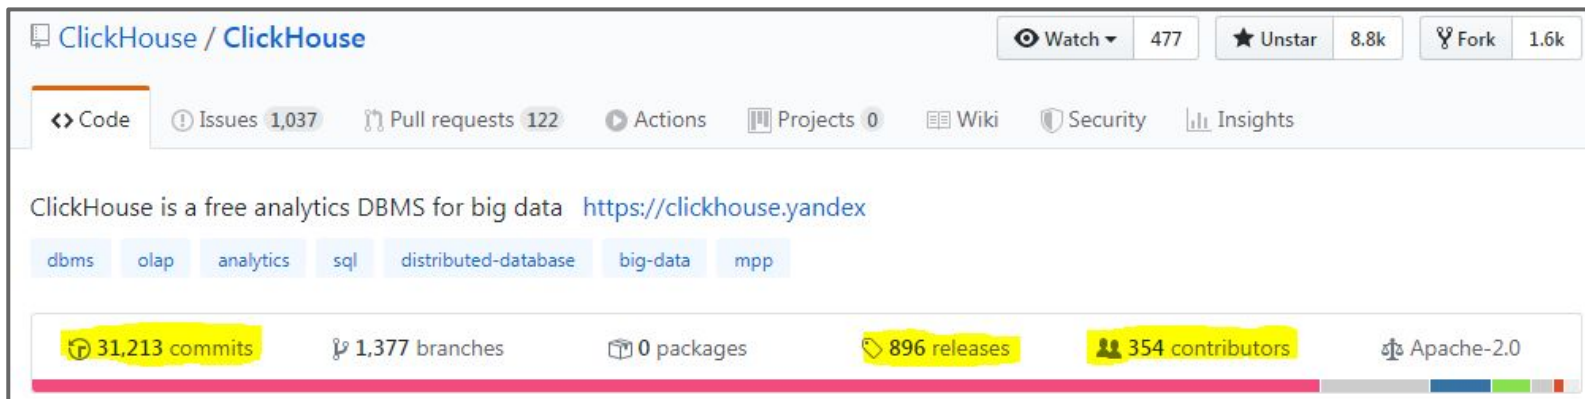 ClickHouse / ClickHouse Watch 477 Unstar 8.8k Fork 1.6k
Code Issues 1,037 Pull requests 122 Actions Projects 0 Wiki Security Insights
ClickHouse is a free analytics DBMS for big data https://clickhouse.yandex
dbms olap analytics sql distributed-database big-data mpp
31,213 commits 1,377 branches 0 packages 896 releases 354 contributors Apache-2.0